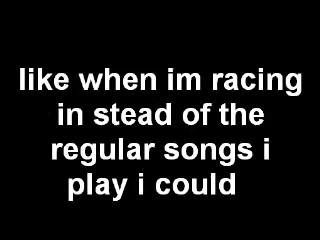 like when im racing
in stead of the
regular songs i
play i could